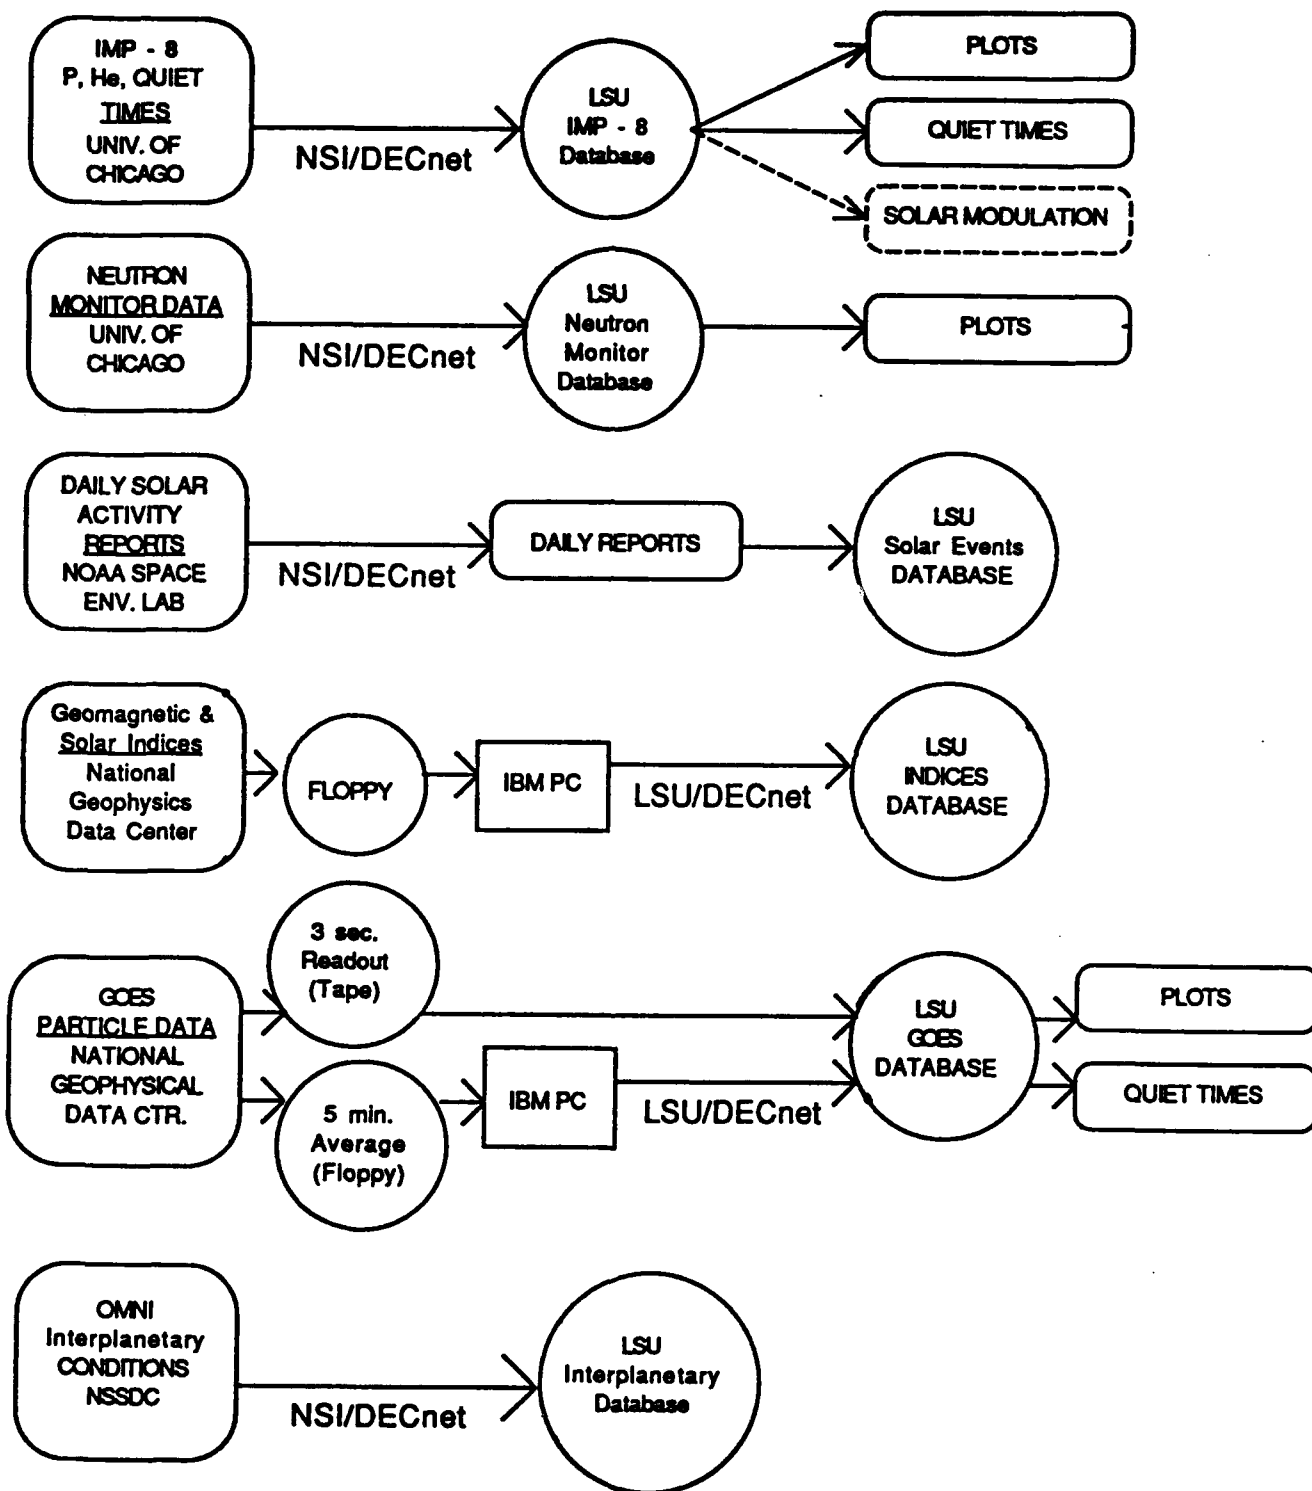 IMP - 8
P, He, QUIET
TIMES
UNIV. OF
CHICAGO
NSI/DECnet
LSU
IMP - 8
Database
PLOTS
QUIET TIMES
SOLAR MODULATION
NEUTRON
MONITOR DATA
UNIV. OF
CHICAGO
NSI/DECnet
LSU
Neutron
Monitor
Database
PLOTS
DAILY SOLAR
ACTIVITY
REPORTS
NOAA SPACE
ENV. LAB
NSI/DECnet
DAILY REPORTS
LSU
Solar Events
DATABASE
Geomagnetic &
Solar Indices
National
Geophysics
Data Center
FLOPPY
IBM PC
LSU/DECnet
LSU
INDICES
DATABASE
GOES
PARTICLE DATA
NATIONAL
GEOPHYSICAL
DATA CTR.
3 sec.
Readout
(Tape)
5 min.
Average
(Floppy)
IBM PC
LSU/DECnet
LSU
GOES
DATABASE
PLOTS
QUIET TIMES
OMNI
Interplanetary
CONDITIONS
NSSDC
NSI/DECnet
LSU
Interplanetary
Database